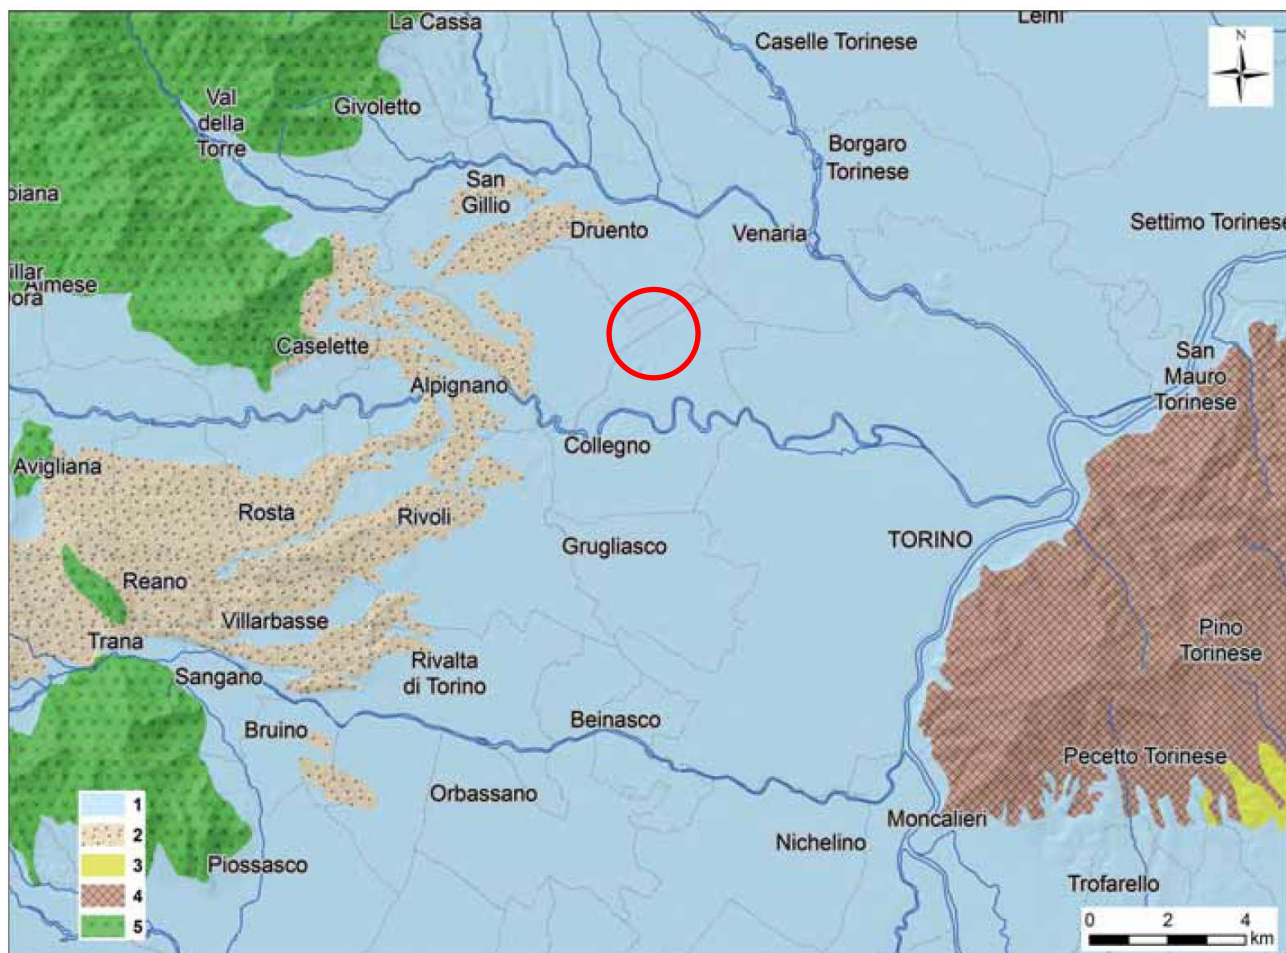 La Cassa
Leinì
Caselle Torinese
N
Val
della
Torre
Givoletto
Borgaro
Torinese
San
Gillio
Druento
Venaria
Settimo Torinese
Almese
Caselette
Alpignano
San
Mauro
Torinese
Collegno
Avigliana
Rosta
Rivoli
Grugliasco
TORINO
Reano
Villarbasse
Trana
Sangano
Rivalta
di Torino
Pino
Torinese
Bruino
Beinasco
Pecetto Torinese
Orbassano
Moncalieri
Nichelino
Piossasco
Trofarello
1
2
3
4
5
0 2 4
km